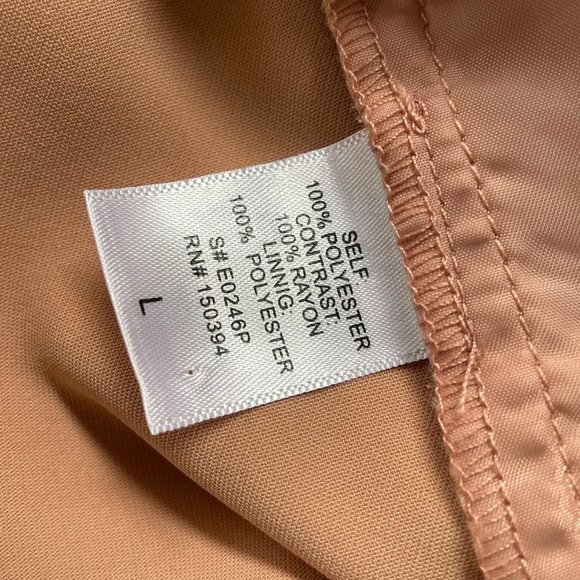 SELF
100% POLYESTER
CONTRAST:
100% RAYON
LINNIG:
100% POLYESTER
S# E0246P
RN# 150394
L